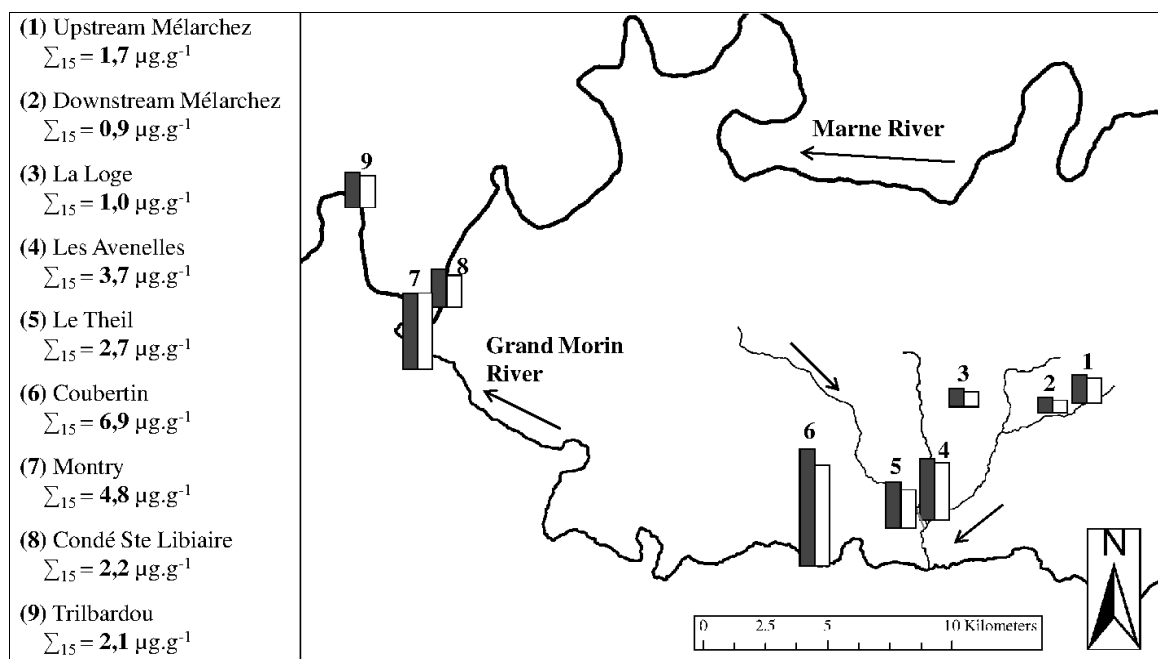 (1) Upstream Mélarchez
∑15 = 1,7 µg.g-1
(2) Downstream Mélarchez
∑15 = 0,9 µg.g-1
(3) La Loge
∑15 = 1,0 µg.g-1
(4) Les Avenelles
∑15 = 3,7 µg.g-1
(5) Le Theil
∑15 = 2,7 µg.g-1
(6) Coubertin
∑15 = 6,9 µg.g-1
(7) Montry
∑15 = 4,8 µg.g-1
(8) Condé Ste Libiaire
∑15 = 2,2 µg.g-1
(9) Trilbardou
∑15 = 2,1 µg.g-1
Marne River
9
8
7
Grand Morin
River
1
2
3
6
5
4
N
0 2.5 5 10 Kilometers